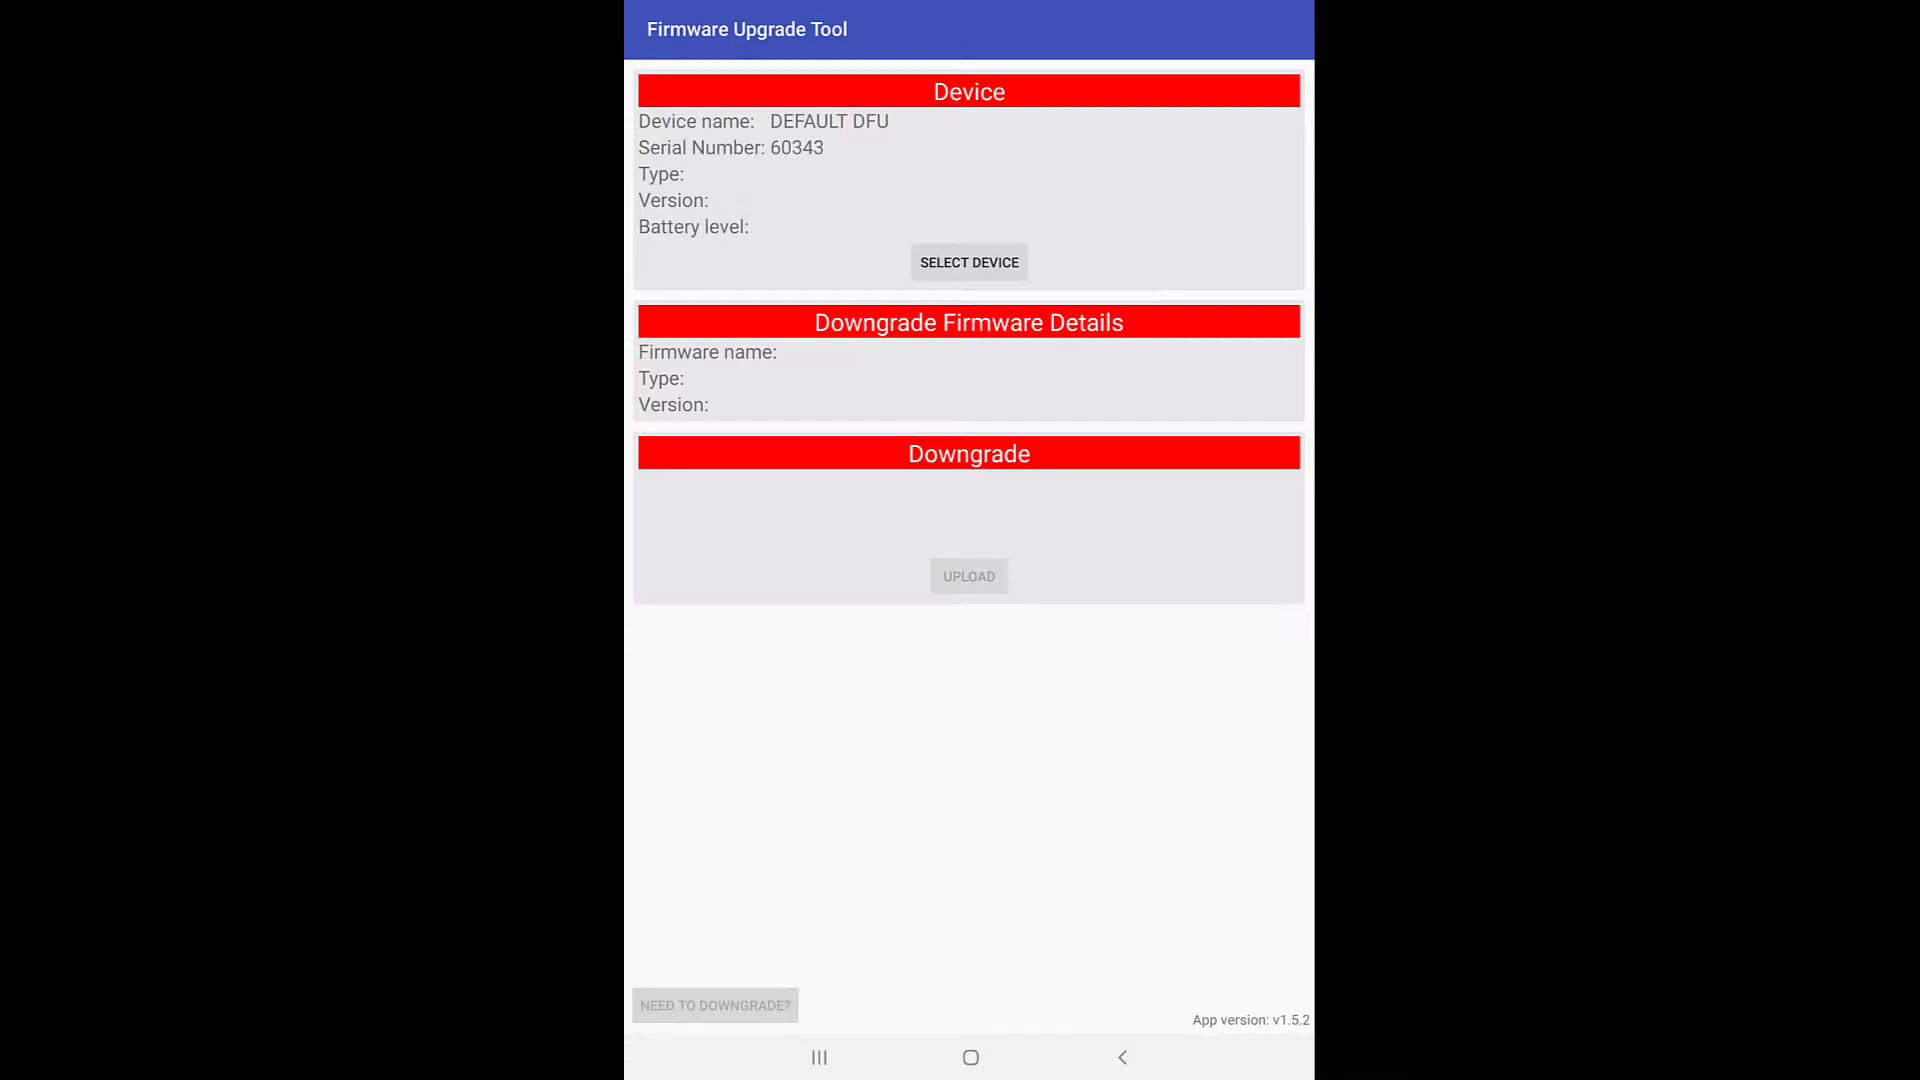 Firmware Upgrade Tool
Device
Device name: DEFAULT DFU
Serial Number: 60343
Type:
Version:
Battery level:
SELECT DEVICE
Downgrade Firmware Details
Firmware name:
Type:
Version:
Downgrade
UPLOAD
NEED TO DOWNGRADE?
App version: v1.5.2